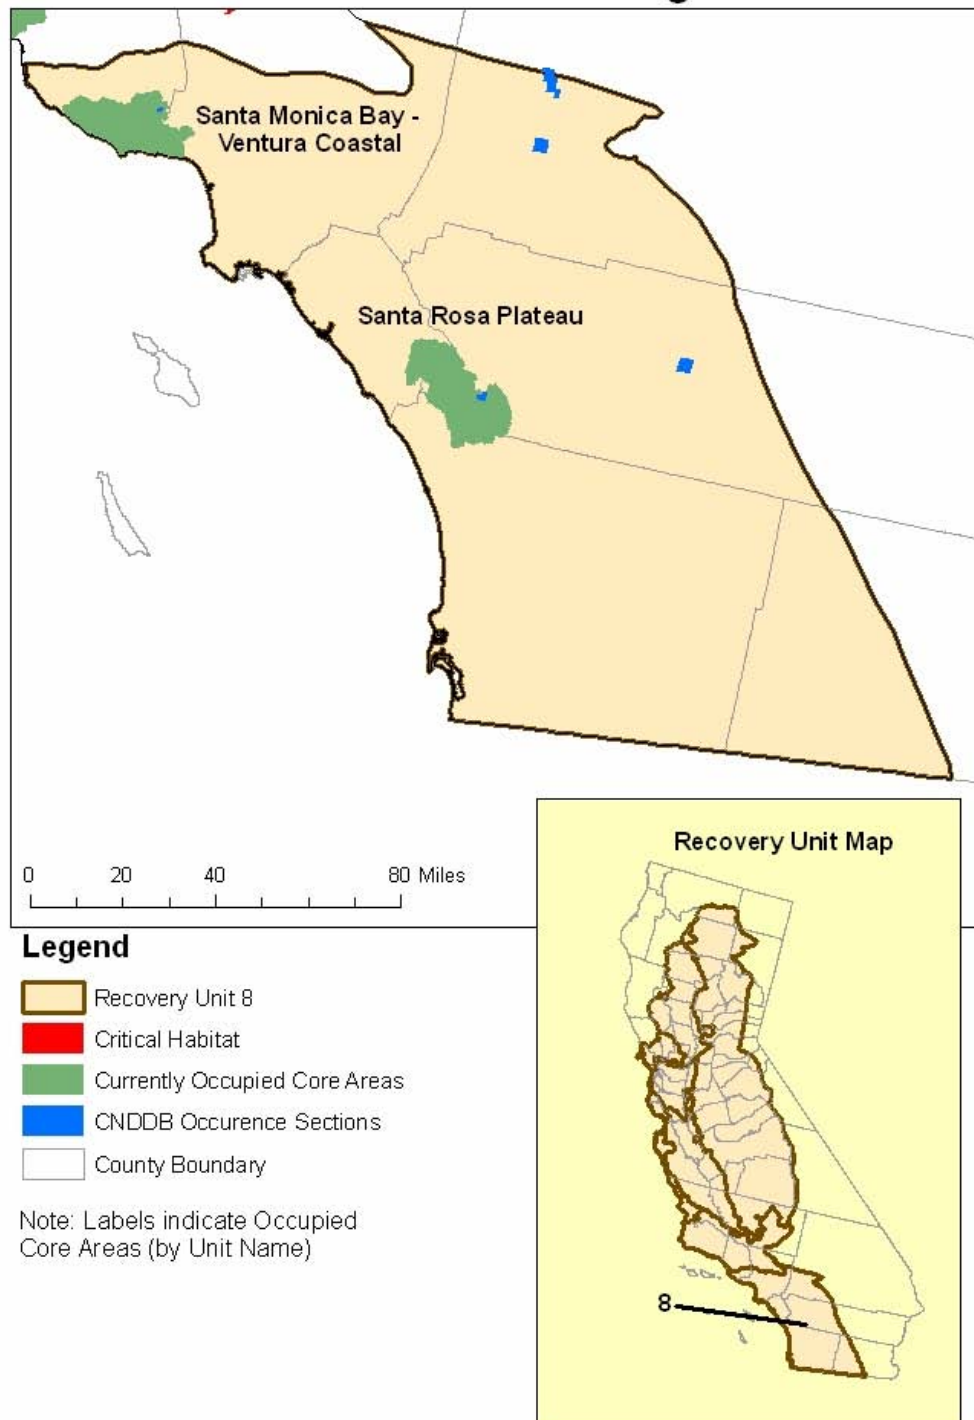 Santa Monica Bay -
Ventura Coastal
Santa Rosa Plateau
0 20 40 80 Miles
Recovery Unit Map
8
Legend
Recovery Unit 8
Critical Habitat
Currently Occupied Core Areas
CNDDB Occurence Sections
County Boundary
Note: Labels indicate Occupied
Core Areas (by Unit Name)